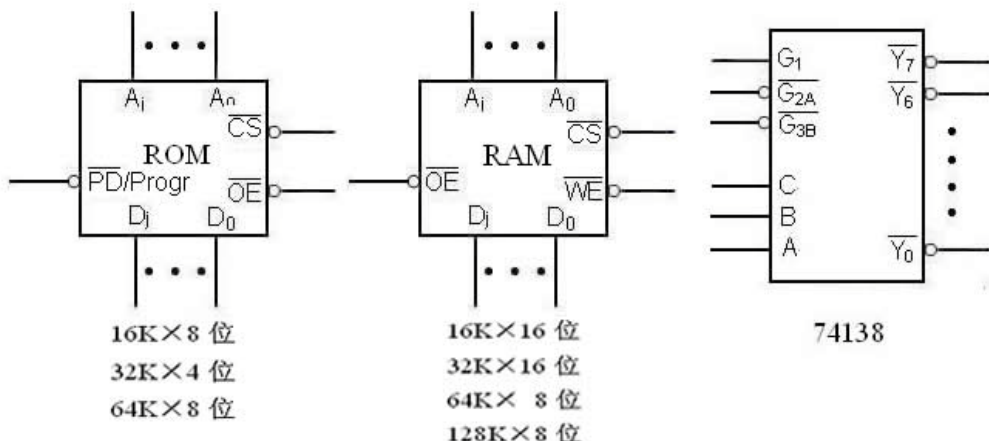 Ai A0
CS
ROM
PD/Progr
OE
Dj D0
16K×8 位
32K×4 位
64K×8 位
Ai A0
CS
RAM
OE
WE
Dj D0
16K×16 位
32K×16 位
64K× 8 位
128K×8 位
G1 Y7
G2A Y6
G3B
C
B
A Y0
74138